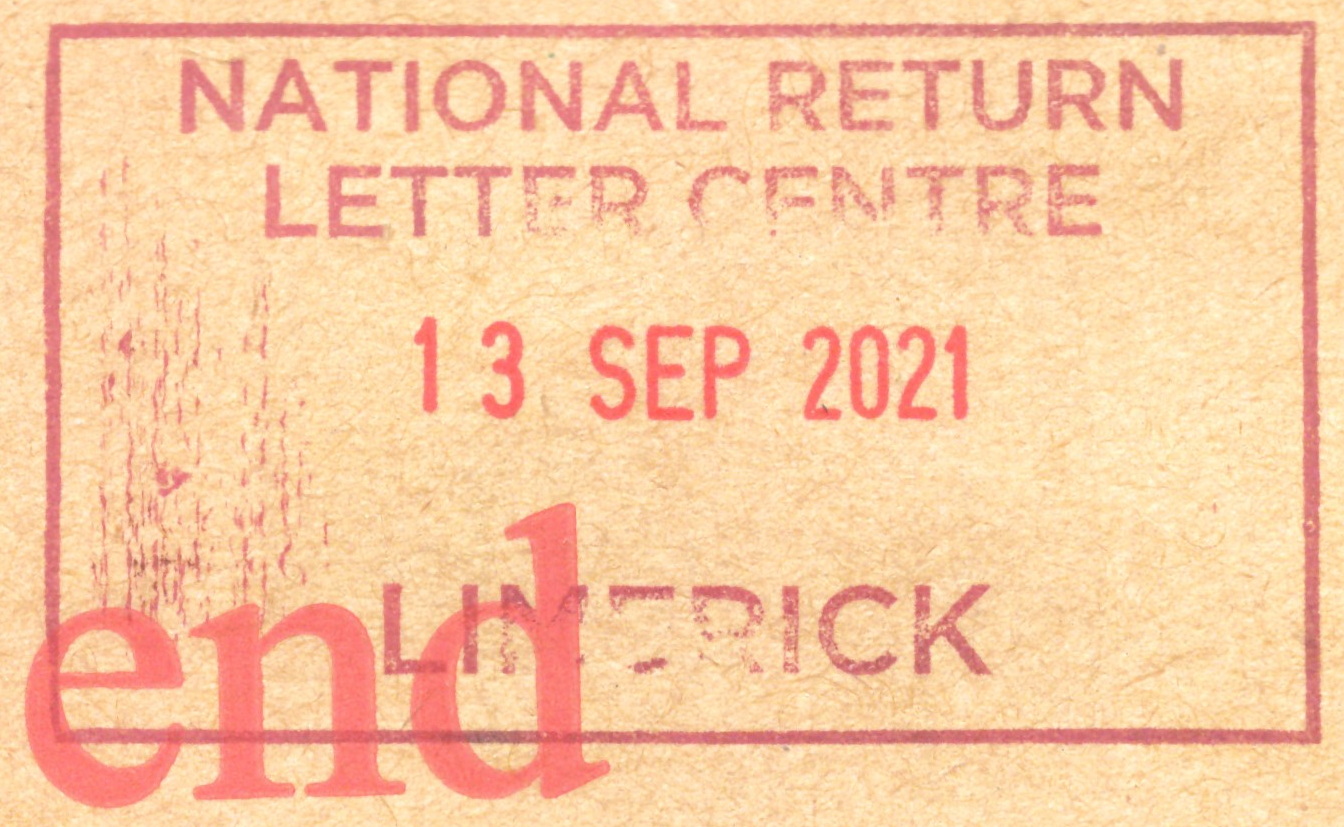 NATIONAL RETURN
LETTER CENTRE
13 SEP 2021
LIMERICK
end